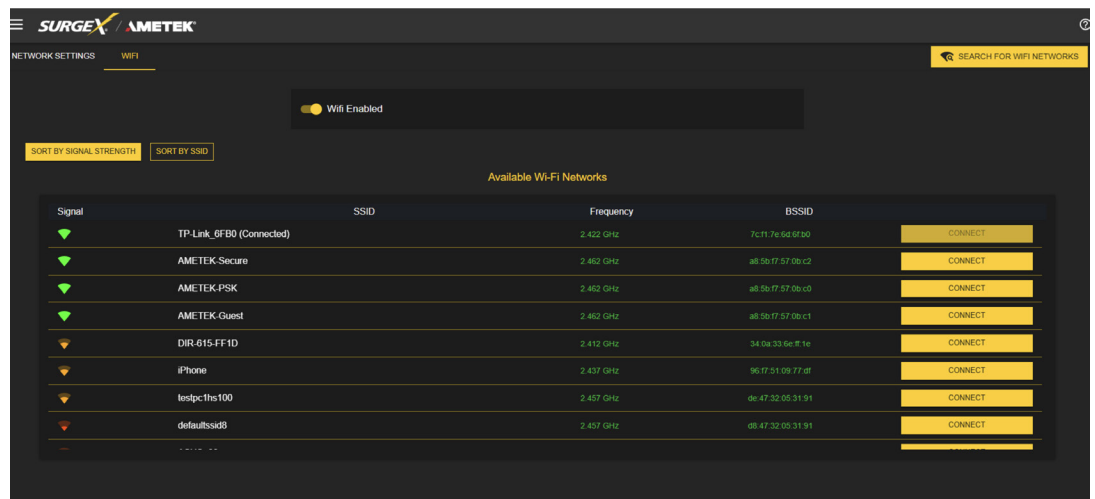 SURGEX / AMETEK
NETWORK SETTINGS WIFI SEARCH FOR WIFI NETWORKS
Wifi Enabled
SORT BY SIGNAL STRENGTH SORT BY SSID
Available Wi-Fi Networks
Signal SSID Frequency BSSID
TP-Link_6FB0 (Connected) 2.422 GHz 7c:f1:7e:6d:6f:b0 CONNECT
AMETEK-Secure 2.462 GHz a8:5b:f7:57:0b:c2 CONNECT
AMETEK-PSK 2.462 GHz a8:5b:f7:57:0b:c0 CONNECT
AMETEK-Guest 2.462 GHz a8:5b:f7:57:0b:c1 CONNECT
DIR-615-FF1D 2.412 GHz 34:0a:33:6e:ff:1e CONNECT
iPhone 2.437 GHz 96:f7:51:09:77:df CONNECT
testpc1hs100 2.457 GHz de:47:32:05:31:91 CONNECT
defaultssid8 2.457 GHz d8:47:32:05:31:91 CONNECT